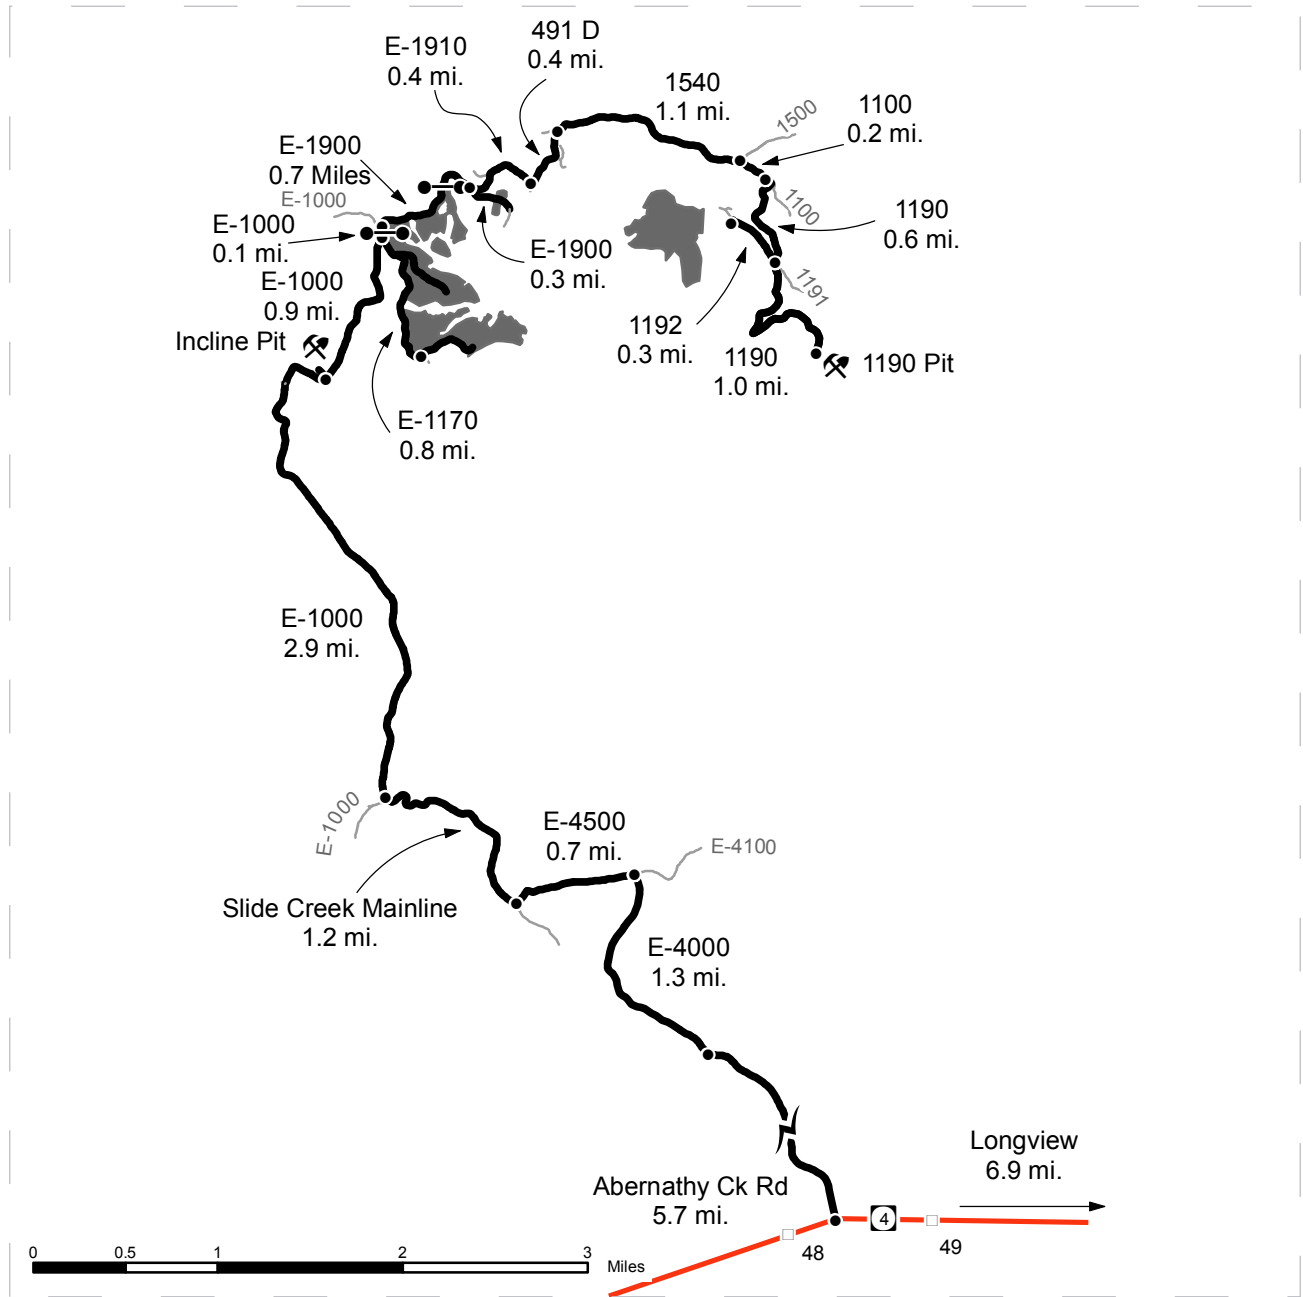 491 D
0.4 mi.
E-1910
0.4 mi.
1540
1.1 mi.
1500
1100
0.2 mi.
E-1900
0.7 Miles
E-1000
1100
1190
0.6 mi.
E-1000
0.1 mi.
E-1900
0.3 mi.
E-1000
0.9 mi.
1191
Incline Pit
1192
0.3 mi.
1190
1.0 mi.
1190 Pit
E-1170
0.8 mi.
E-1000
2.9 mi.
E-1000
E-4500
0.7 mi.
E-4100
Slide Creek Mainline
1.2 mi.
E-4000
1.3 mi.
Longview
6.9 mi.
Abernathy Ck Rd
5.7 mi.
4
48
49
0 0.5 1 2 3
Miles